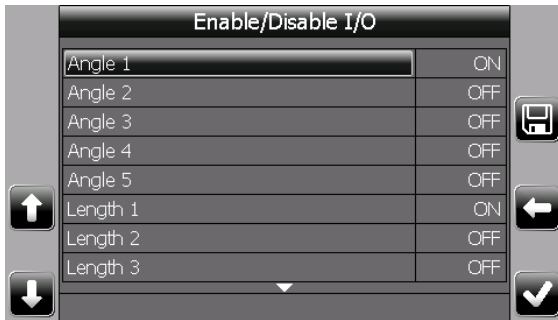 Enable/Disable I/O
Angle 1 ON
Angle 2 OFF
Angle 3 OFF
Angle 4 OFF
Angle 5 OFF
Length 1 ON
Length 2 OFF
Length 3 OFF